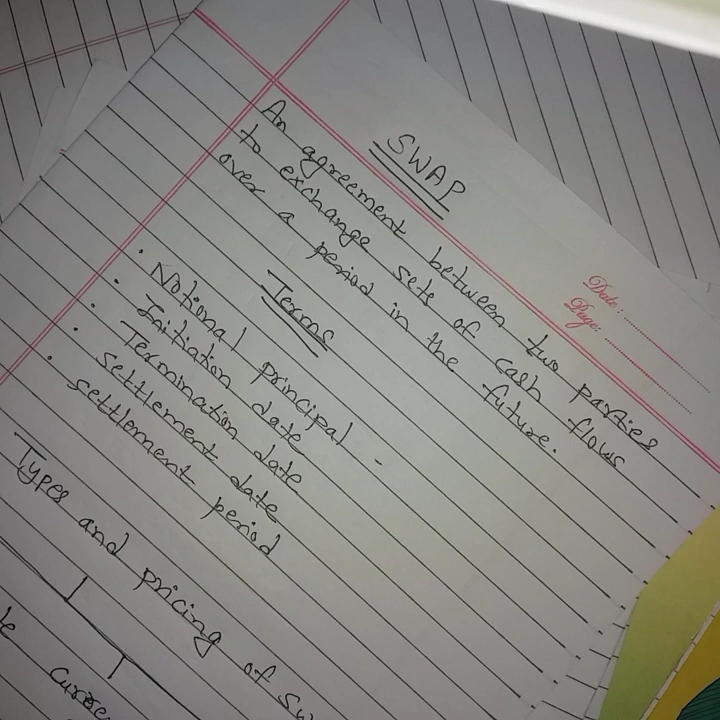 Date:
Page:
SWAP
An agreement between two parties
to exchange sets of cash flows
over a period in the future.
Terms
• Notional principal -
• Initiation date
• Termination date
• settlement date
• settlement period
Types and pricing of